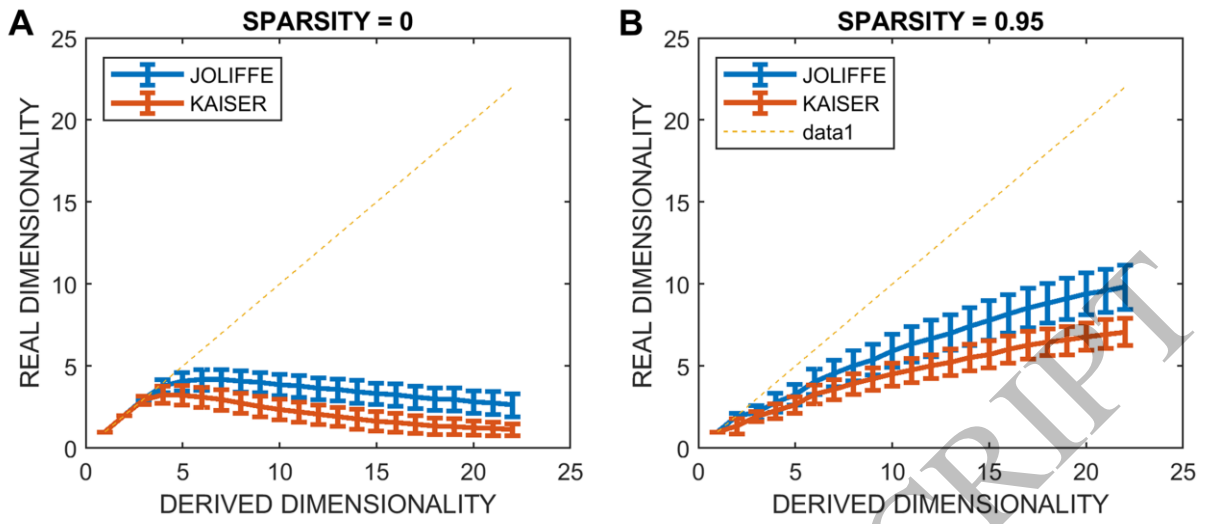 A
SPARSITY = 0
25
20
15
10
5
0
REAL DIMENSIONALITY
JOLIFFE
KAISER
0
5
10
15
20
25
DERIVED DIMENSIONALITY
B
SPARSITY = 0.95
25
20
15
10
5
0
REAL DIMENSIONALITY
JOLIFFE
KAISER
data1
0
5
10
15
20
25
DERIVED DIMENSIONALITY
CRIPT